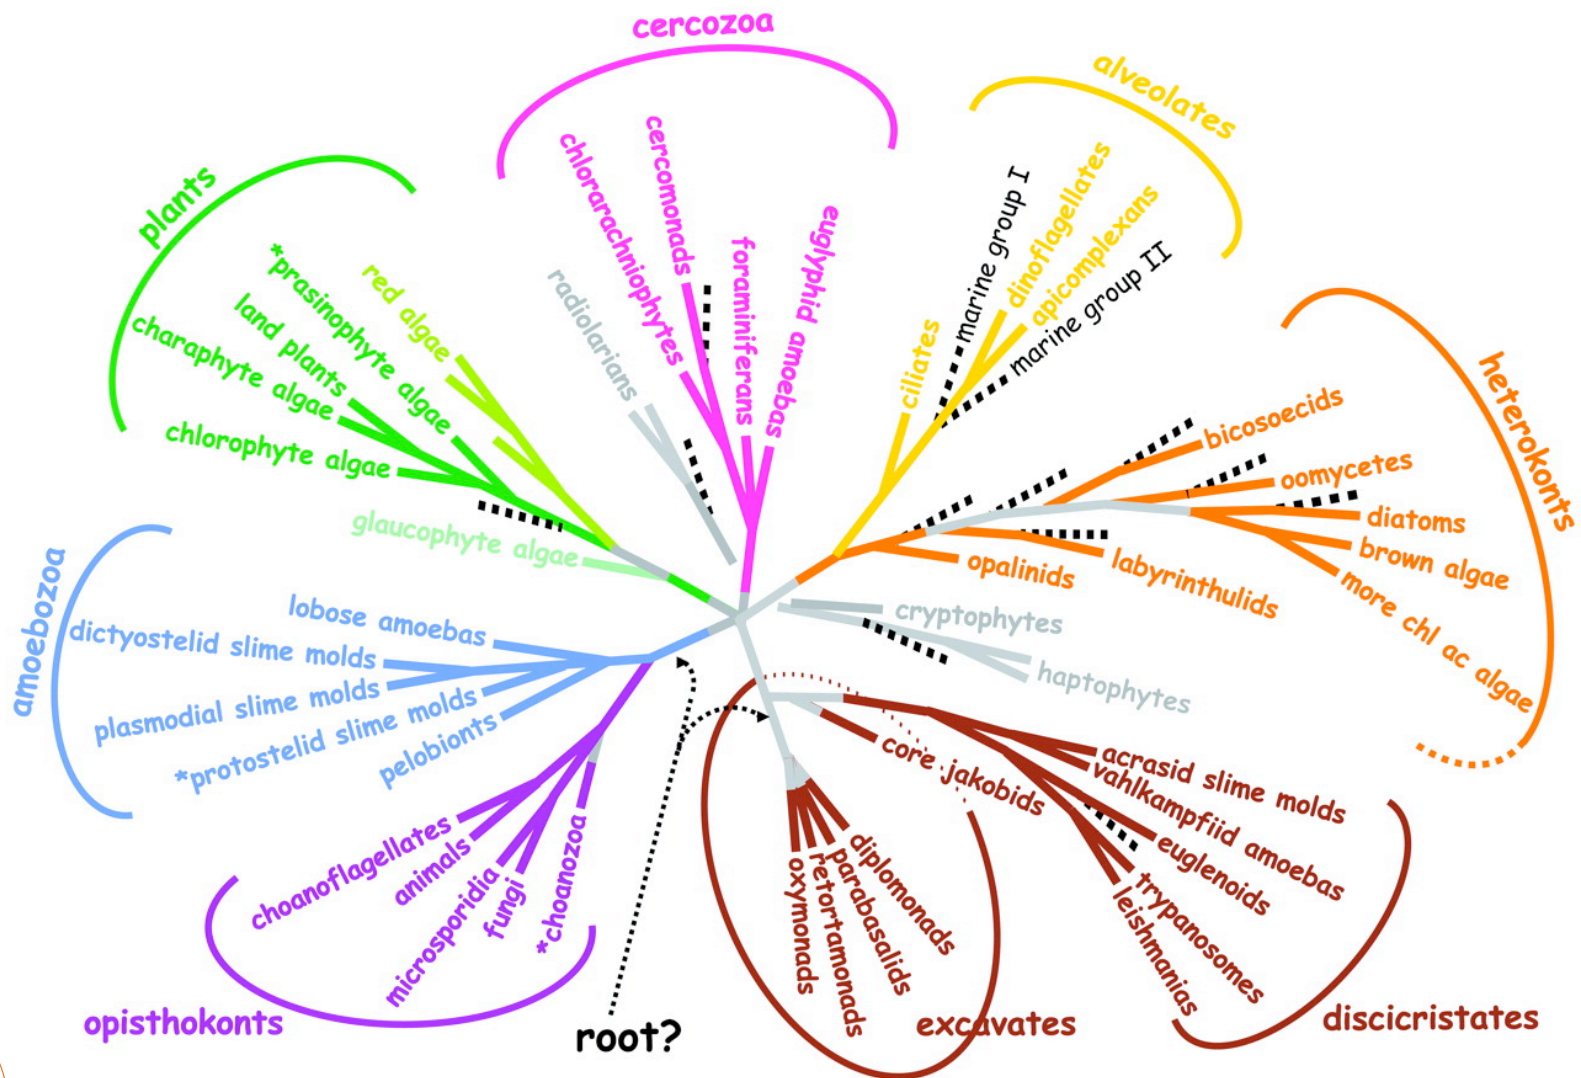 cercozoa
alveolates
plants
heterokonts
cercomonads
chlorarachniophytes
foraminiferans
euglyphid amoebas
radiolarians
marine group I
dinoflagellates
apicomplexans
marine group II
ciliates
red algae
*prasinophyte algae
land plants
charaphyte algae
chlorophyte algae
glaucophyte algae
bicosoecids
oomycetes
diatoms
brown algae
more chl ac algae
labyrinthulids
opalinids
cryptophytes
haptophytes
amoebozoa
lobose amoebas
dictyostelid slime molds
plasmodial slime molds
*protostelid slime molds
pelobionts
acrasid slime molds
vahlkampfiid amoebas
euglenoids
trypanosomes
leishmanias
core jakobids
diplomonads
parabasalids
retortamonads
oxymonads
choanoflagellates
animals
microsporidia
fungi
*choanozoa
opisthokonts
root?
excavates
discicristates